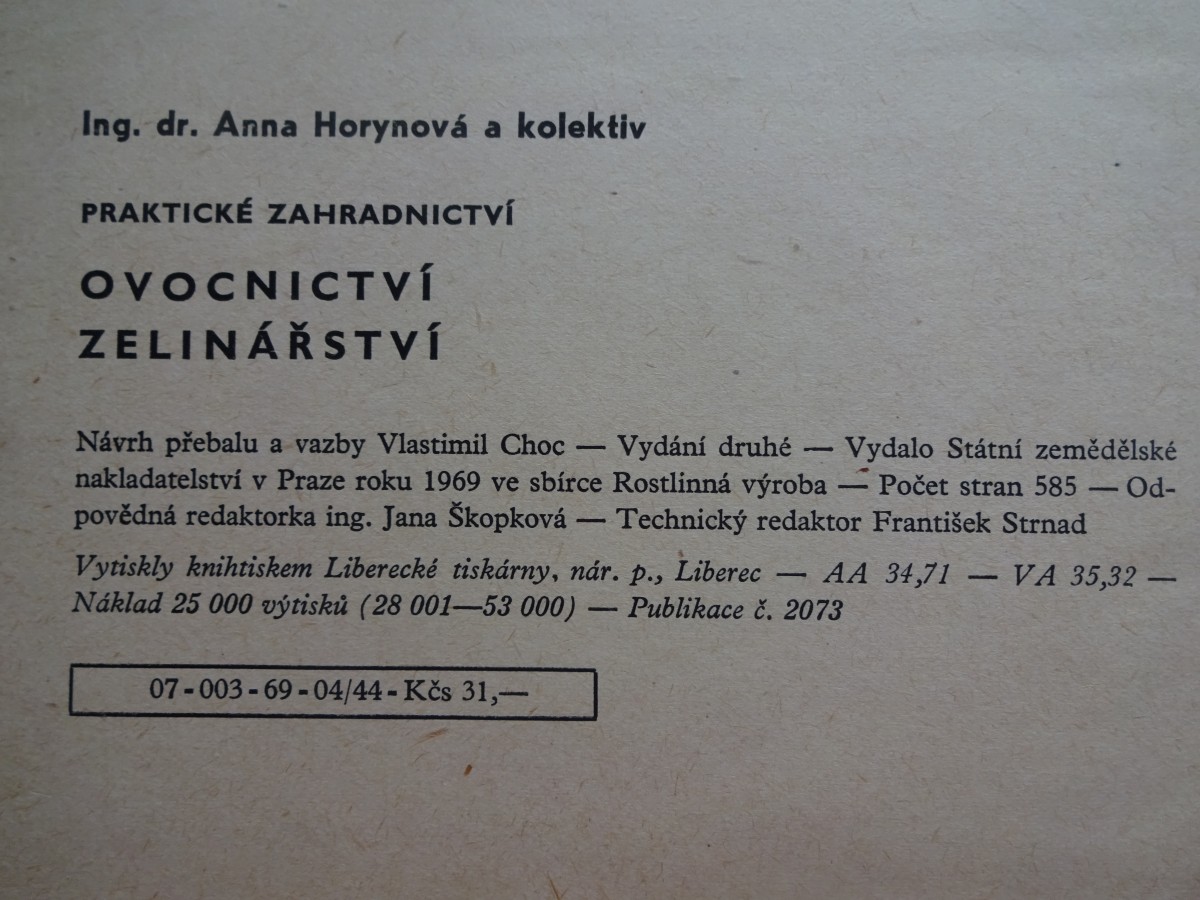 Ing. dr. Anna Horynová a kolektiv
PRAKTICKÉ ZAHRADNICTVÍ
OVOCNICTVÍ
ZELINÁŘSTVÍ
Návrh přebalu a vazby Vlastimil Choc — Vydání druhé — Vydalo Státní zemědělské
nakladatelství v Praze roku 1969 ve sbírce Rostlinná výroba — Počet stran 585 — Od-
povědná redaktorka ing. Jana Škopková — Technický redaktor František Strnad
Vytiskly knihtiskem Liberecké tiskárny, nár. p., Liberec — AA 34,71 — VA 35,32 —
Náklad 25 000 výtisků (28 001—53 000) — Publikace č. 2073
07-003-69-04/44-Kčs 31,—